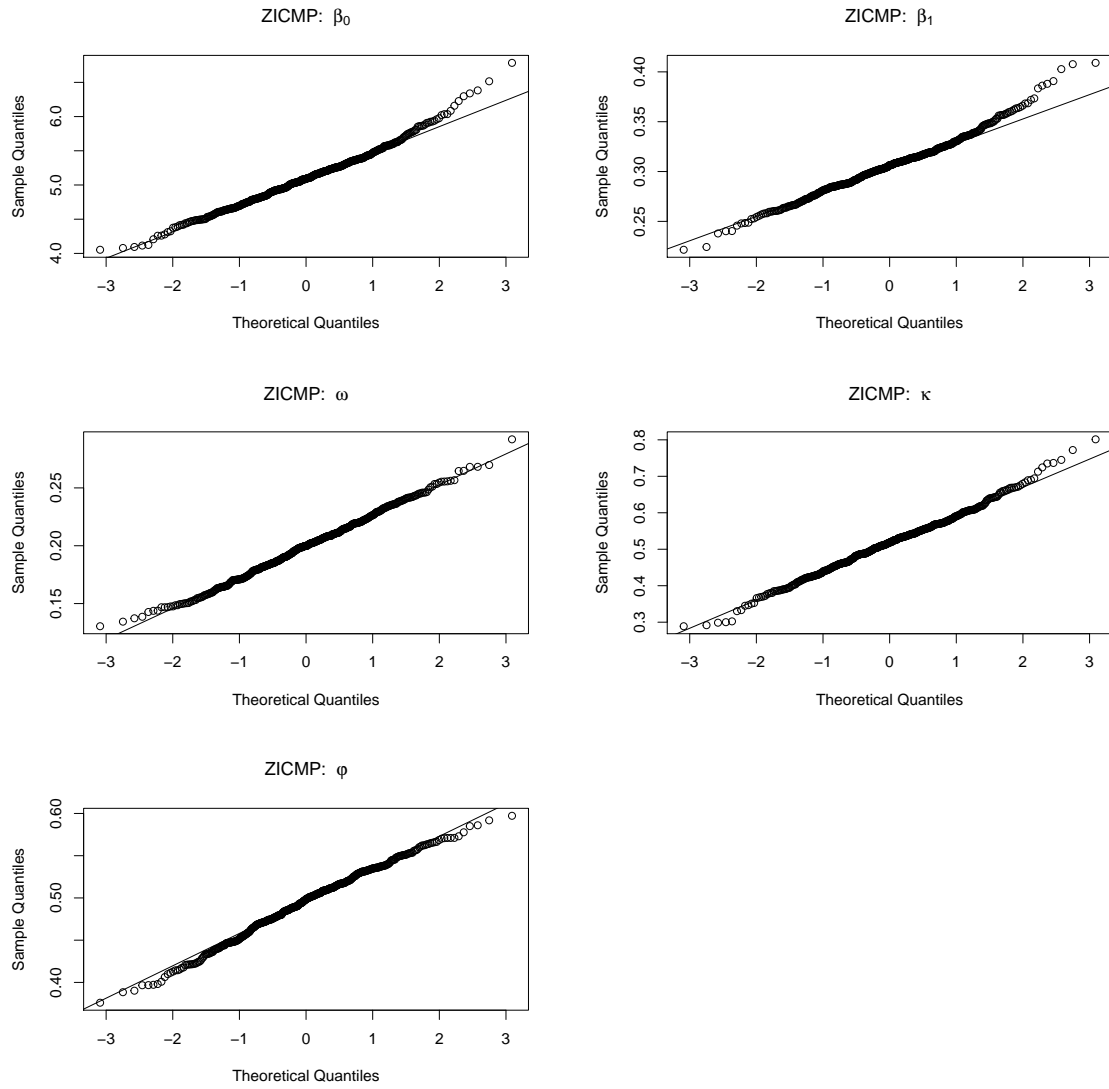 ZICMP: β0
4.0 5.0 6.0
Sample Quantiles
−3 −2 −1 0 1 2 3
Theoretical Quantiles
ZICMP: β1
0.25 0.30 0.35 0.40
Sample Quantiles
−3 −2 −1 0 1 2 3
Theoretical Quantiles
ZICMP: ω
0.15 0.20 0.25
Sample Quantiles
−3 −2 −1 0 1 2 3
Theoretical Quantiles
ZICMP: κ
0.3 0.4 0.5 0.6 0.7 0.8
Sample Quantiles
−3 −2 −1 0 1 2 3
Theoretical Quantiles
ZICMP: φ
0.40 0.50 0.60
Sample Quantiles
−3 −2 −1 0 1 2 3
Theoretical Quantiles